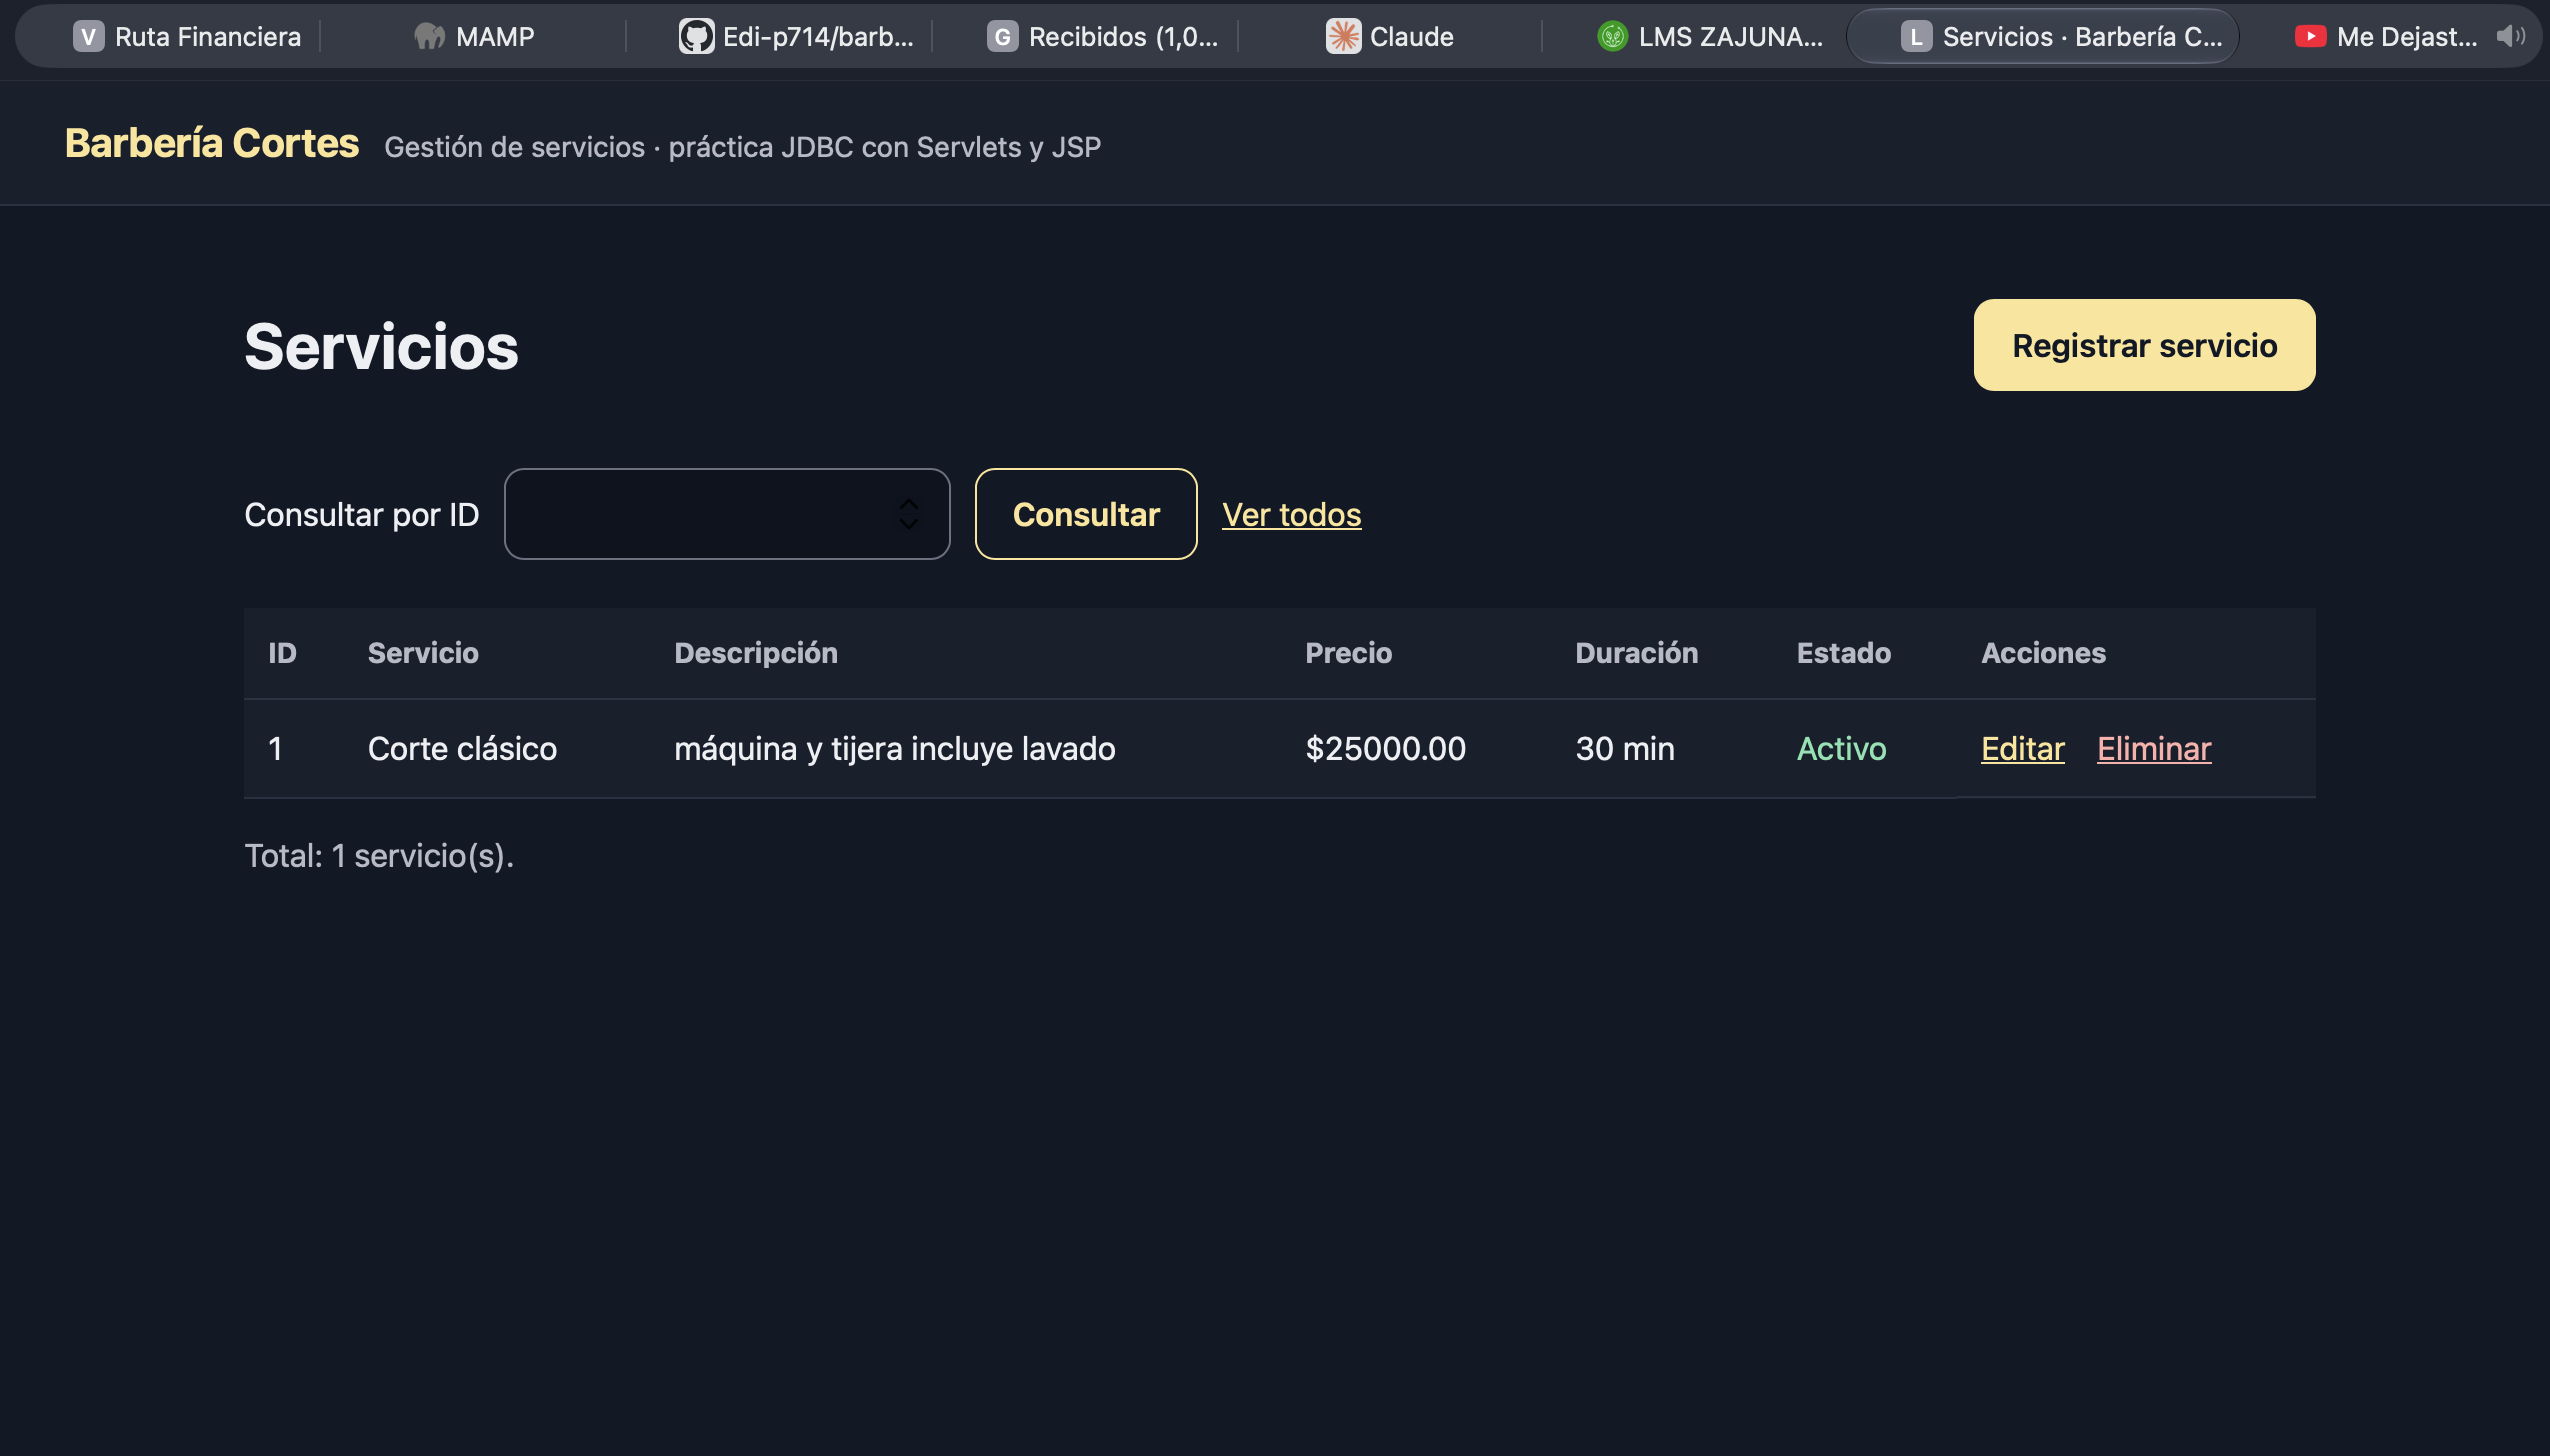 V Ruta Financiera MAMP Edi-p714/barb... G Recibidos (1,0... Claude LMS ZAJUNA... L Servicios · Barbería C... Me Dejast...
Barbería Cortes Gestión de servicios · práctica JDBC con Servlets y JSP
Servicios
Registrar servicio
Consultar por ID Consultar Ver todos
ID Servicio Descripción Precio Duración Estado Acciones
1 Corte clásico máquina y tijera incluye lavado $25000.00 30 min Activo Editar Eliminar
Total: 1 servicio(s).